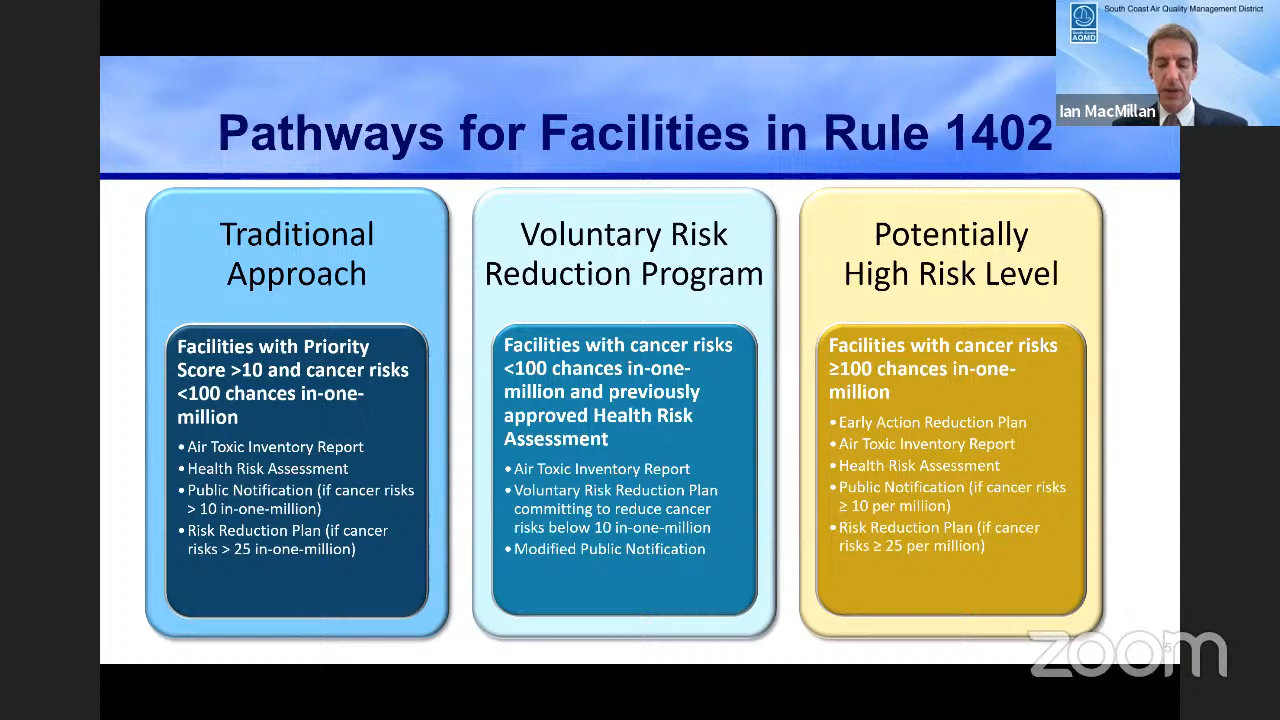 South Coast Air Quality Management District
South Coast
AQMD
Ian MacMillan
Pathways for Facilities in Rule 1402
Traditional
Approach
Facilities with Priority
Score >10 and cancer risks
<100 chances in-one-
million
•Air Toxic Inventory Report
•Health Risk Assessment
•Public Notification (if cancer risks
> 10 in-one-million)
•Risk Reduction Plan (if cancer
risks > 25 in-one-million)
Voluntary Risk
Reduction Program
Facilities with cancer risks
<100 chances in-one-
million and previously
approved Health Risk
Assessment
•Air Toxic Inventory Report
•Voluntary Risk Reduction Plan
committing to reduce cancer
risks below 10 in-one-million
•Modified Public Notification
Potentially
High Risk Level
Facilities with cancer risks
≥100 chances in-one-
million
•Early Action Reduction Plan
•Air Toxic Inventory Report
•Health Risk Assessment
•Public Notification (if cancer risks
≥ 10 per million)
•Risk Reduction Plan (if cancer
risks ≥ 25 per million)
5
zoom